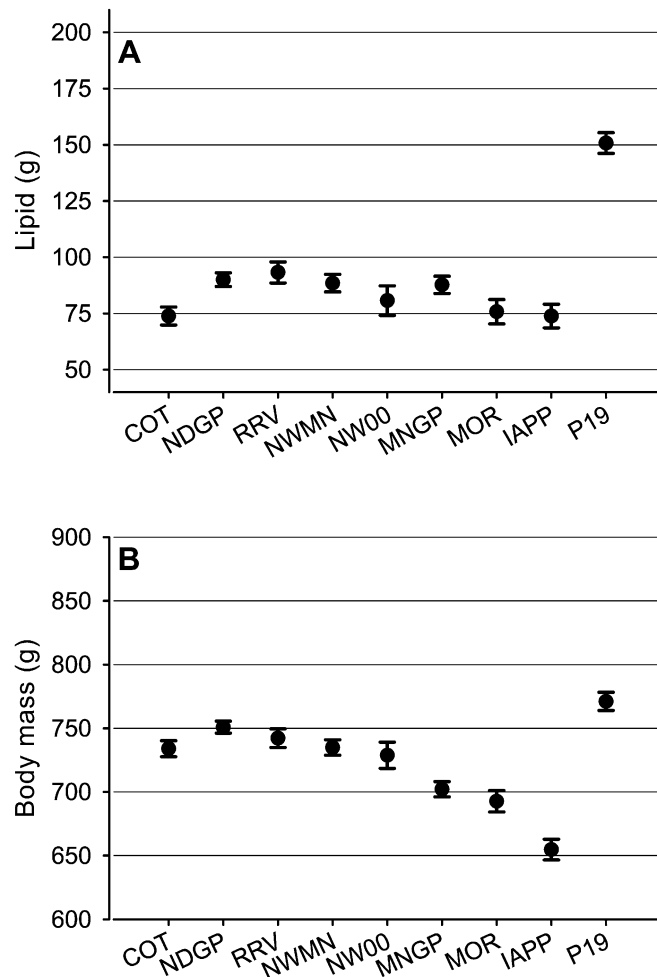 A
200
175
150
125
100
75
50
Lipid (g)
COT NDGP RRV NWMN NW00 MNGP MOR IAPP P19
B
900
850
800
750
700
650
600
Body mass (g)
COT NDGP RRV NWMN NW00 MNGP MOR IAPP P19